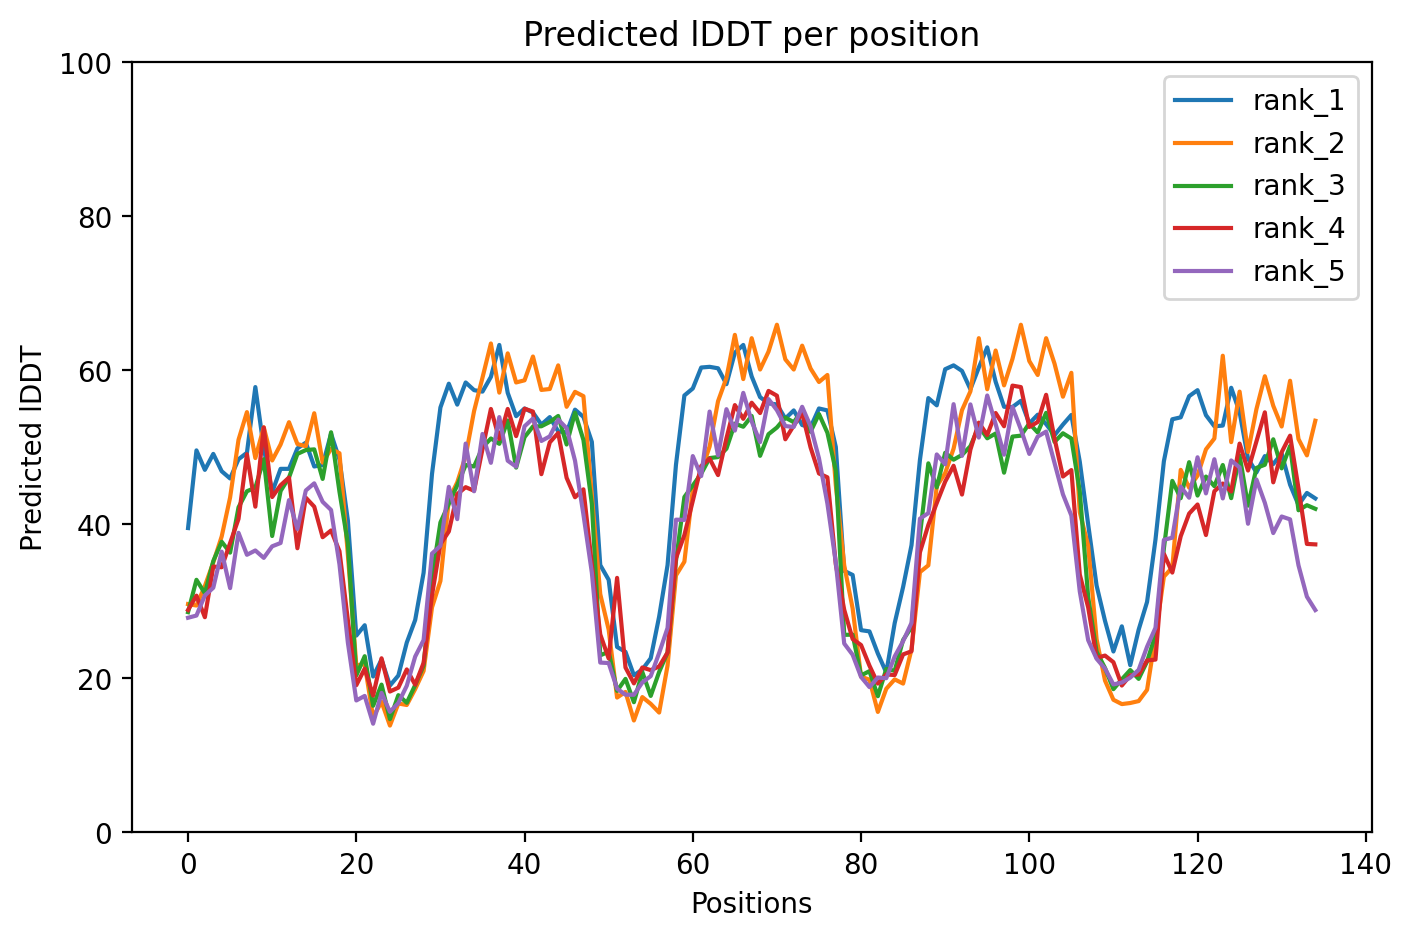 Predicted lDDT per position
100
80
60
40
20
0
Predicted lDDT
0 20 40 60 80 100 120 140
Positions
rank_1
rank_2
rank_3
rank_4
rank_5